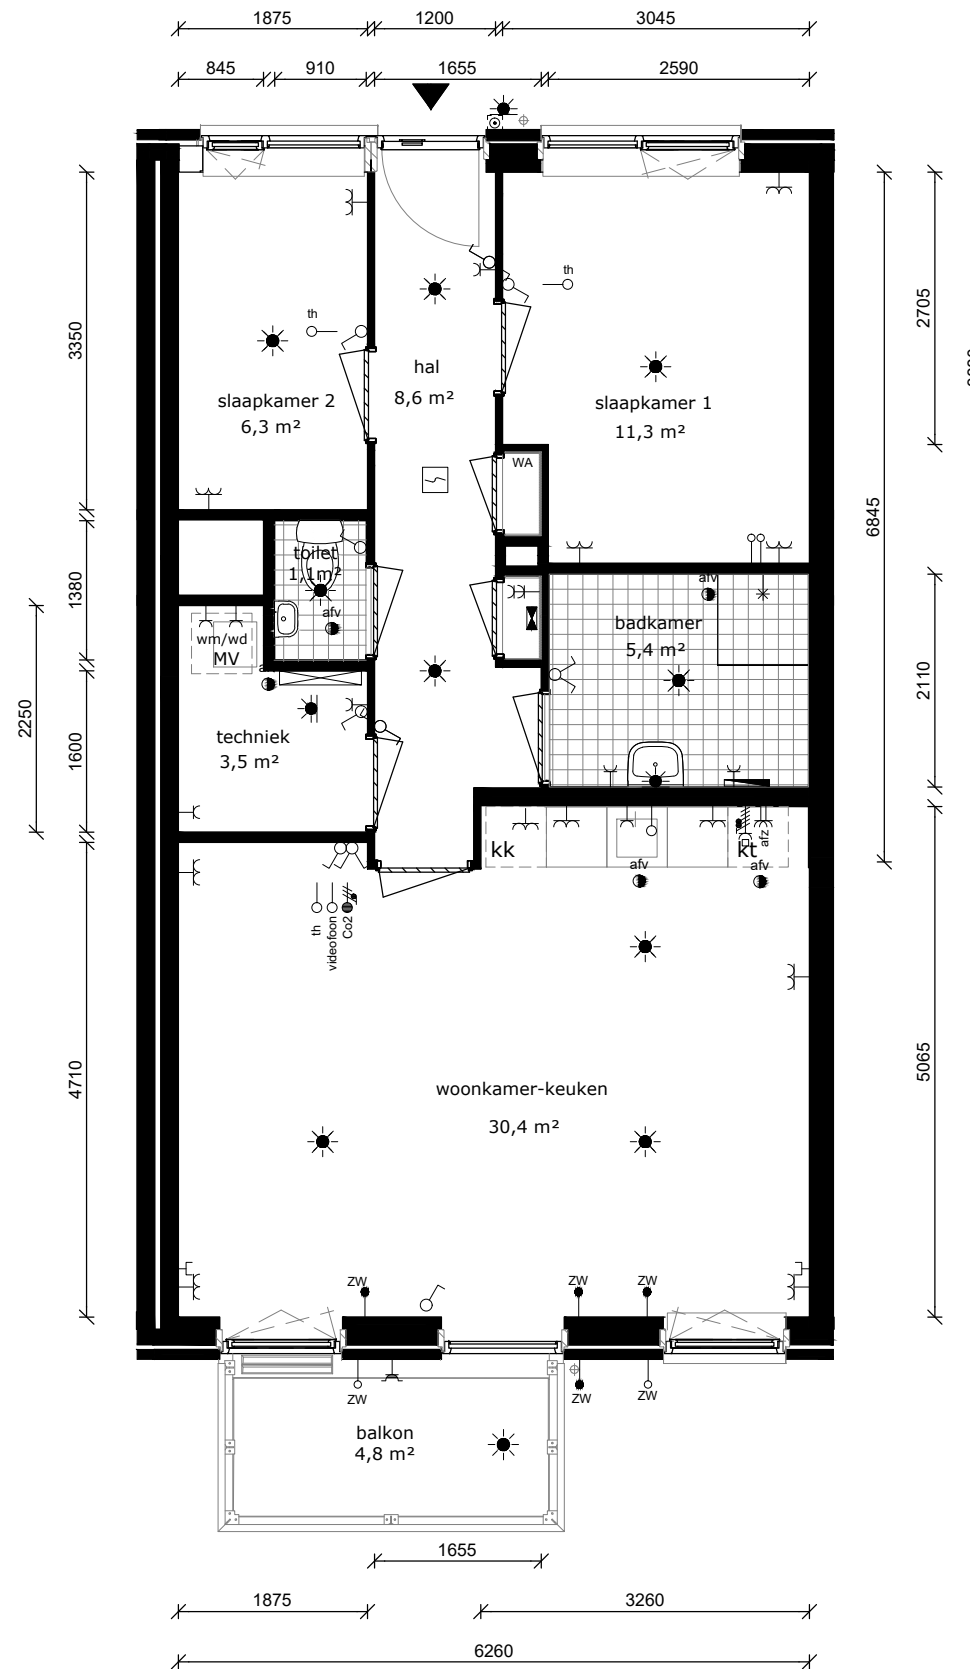 1875
1200
3045
845
910
1655
2590
3350
1380
2250
1600
4710
2705
6845
2110
5065
th
th
hal
8,6 m²
slaapkamer 2
6,3 m²
slaapkamer 1
11,3 m²
WA
toilet
1,1m²
afv
afv
badkamer
5,4 m²
wm/wd
MV
techniek
3,5 m²
kk
kt
afz
afv
afv
th
videofoon
Co2
woonkamer-keuken
30,4 m²
ZW
ZW
ZW
ZW
ZW
ZW
balkon
4,8 m²
1655
1875
3260
6260